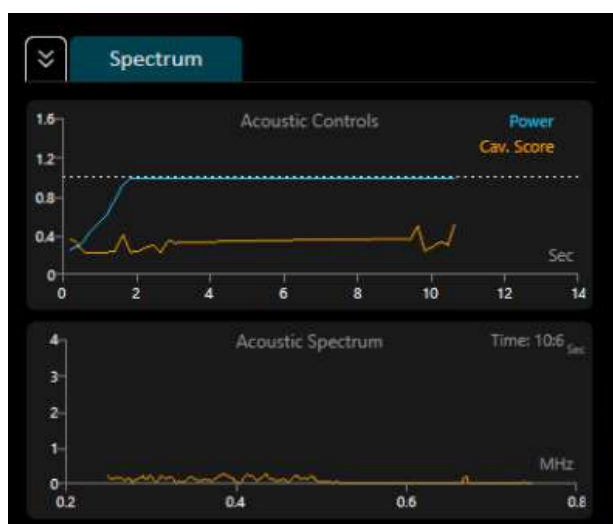 Spectrum
Acoustic Controls
Power
Cav. Score
1.6
1.2
0.8
0.4
0
Sec
0 2 4 6 8 10 12 14
Acoustic Spectrum
Time: 10:6 Sec
4
3
2
1
0
MHz
0.2 0.4 0.6 0.8